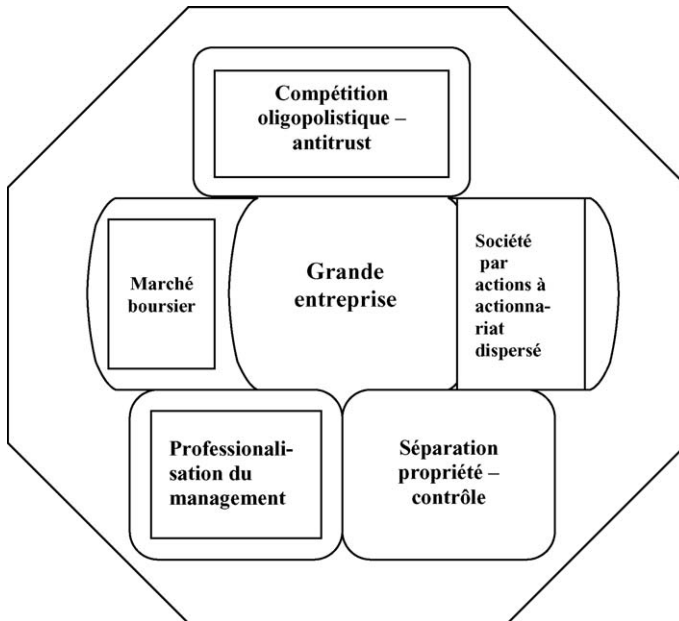 Compétition
oligopolistique –
antitrust
Marché
boursier
Grande
entreprise
Société
par
actions à
actionna-
riat
dispersé
Professionali-
sation du
management
Séparation
propriété –
contrôle